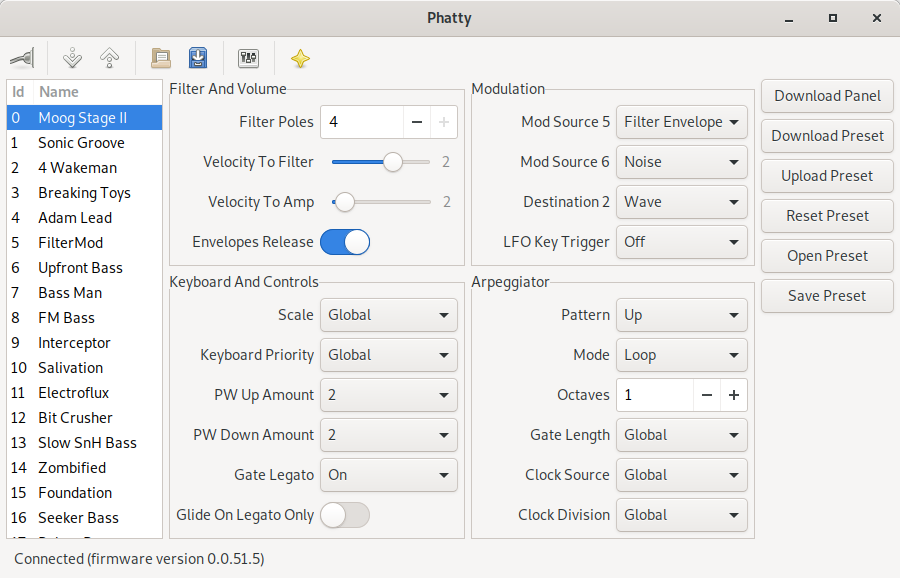 Phatty
Id Name
0 Moog Stage II
1 Sonic Groove
2 4 Wakeman
3 Breaking Toys
4 Adam Lead
5 FilterMod
6 Upfront Bass
7 Bass Man
8 FM Bass
9 Interceptor
10 Salivation
11 Electroflux
12 Bit Crusher
13 Slow SnH Bass
14 Zombified
15 Foundation
16 Seeker Bass
Filter And Volume
Filter Poles 4
Velocity To Filter 2
Velocity To Amp 2
Envelopes Release
Keyboard And Controls
Scale Global
Keyboard Priority Global
PW Up Amount 2
PW Down Amount 2
Gate Legato On
Glide On Legato Only
Modulation
Mod Source 5 Filter Envelope
Mod Source 6 Noise
Destination 2 Wave
LFO Key Trigger Off
Arpeggiator
Pattern Up
Mode Loop
Octaves 1
Gate Length Global
Clock Source Global
Clock Division Global
Download Panel
Download Preset
Upload Preset
Reset Preset
Open Preset
Save Preset
Connected (firmware version 0.0.51.5)